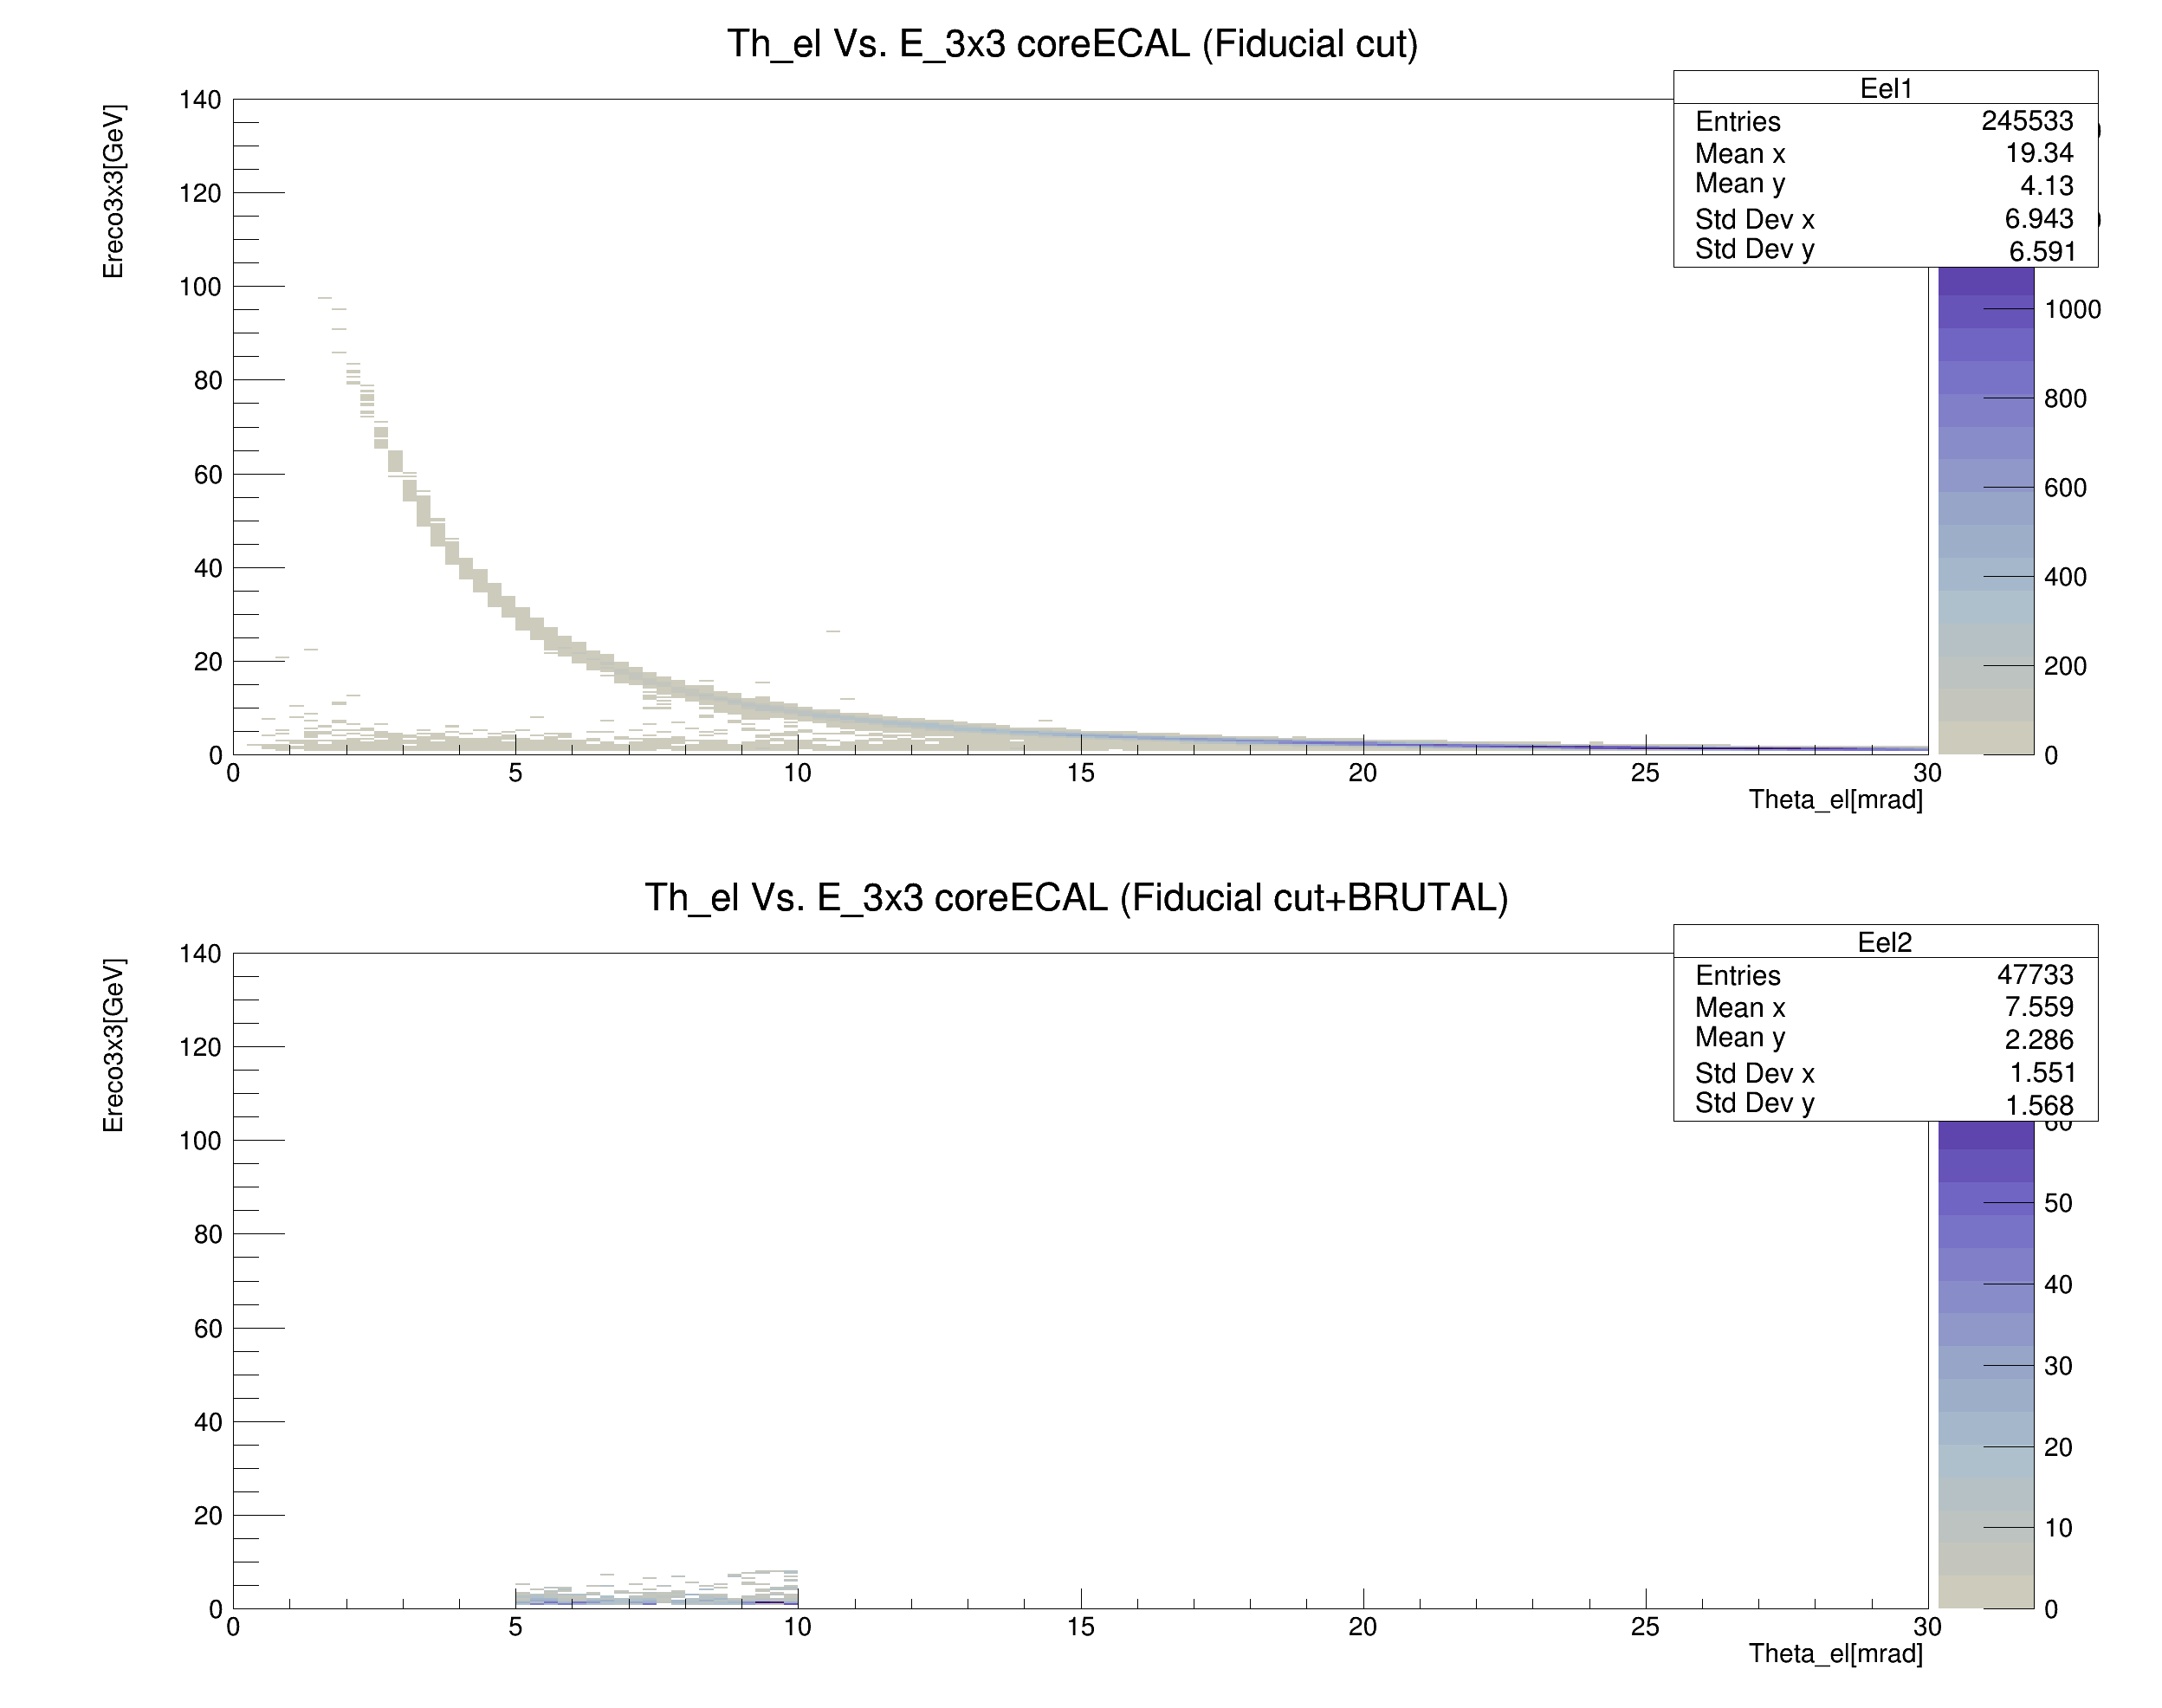 Th_el Vs. E_3x3 coreECAL (Fiducial cut)
Eel1
Entries 245533
Mean x 19.34
Mean y 4.13
Std Dev x 6.943
Std Dev y 6.591
Ereco3x3[GeV]
140
120
100
80
60
40
20
0
0 5 10 15 20 25 30
Theta_el[mrad]
1000
800
600
400
200
0
Th_el Vs. E_3x3 coreECAL (Fiducial cut+BRUTAL)
Eel2
Entries 47733
Mean x 7.559
Mean y 2.286
Std Dev x 1.551
Std Dev y 1.568
Ereco3x3[GeV]
140
120
100
80
60
40
20
0
0 5 10 15 20 25 30
Theta_el[mrad]
60
50
40
30
20
10
0